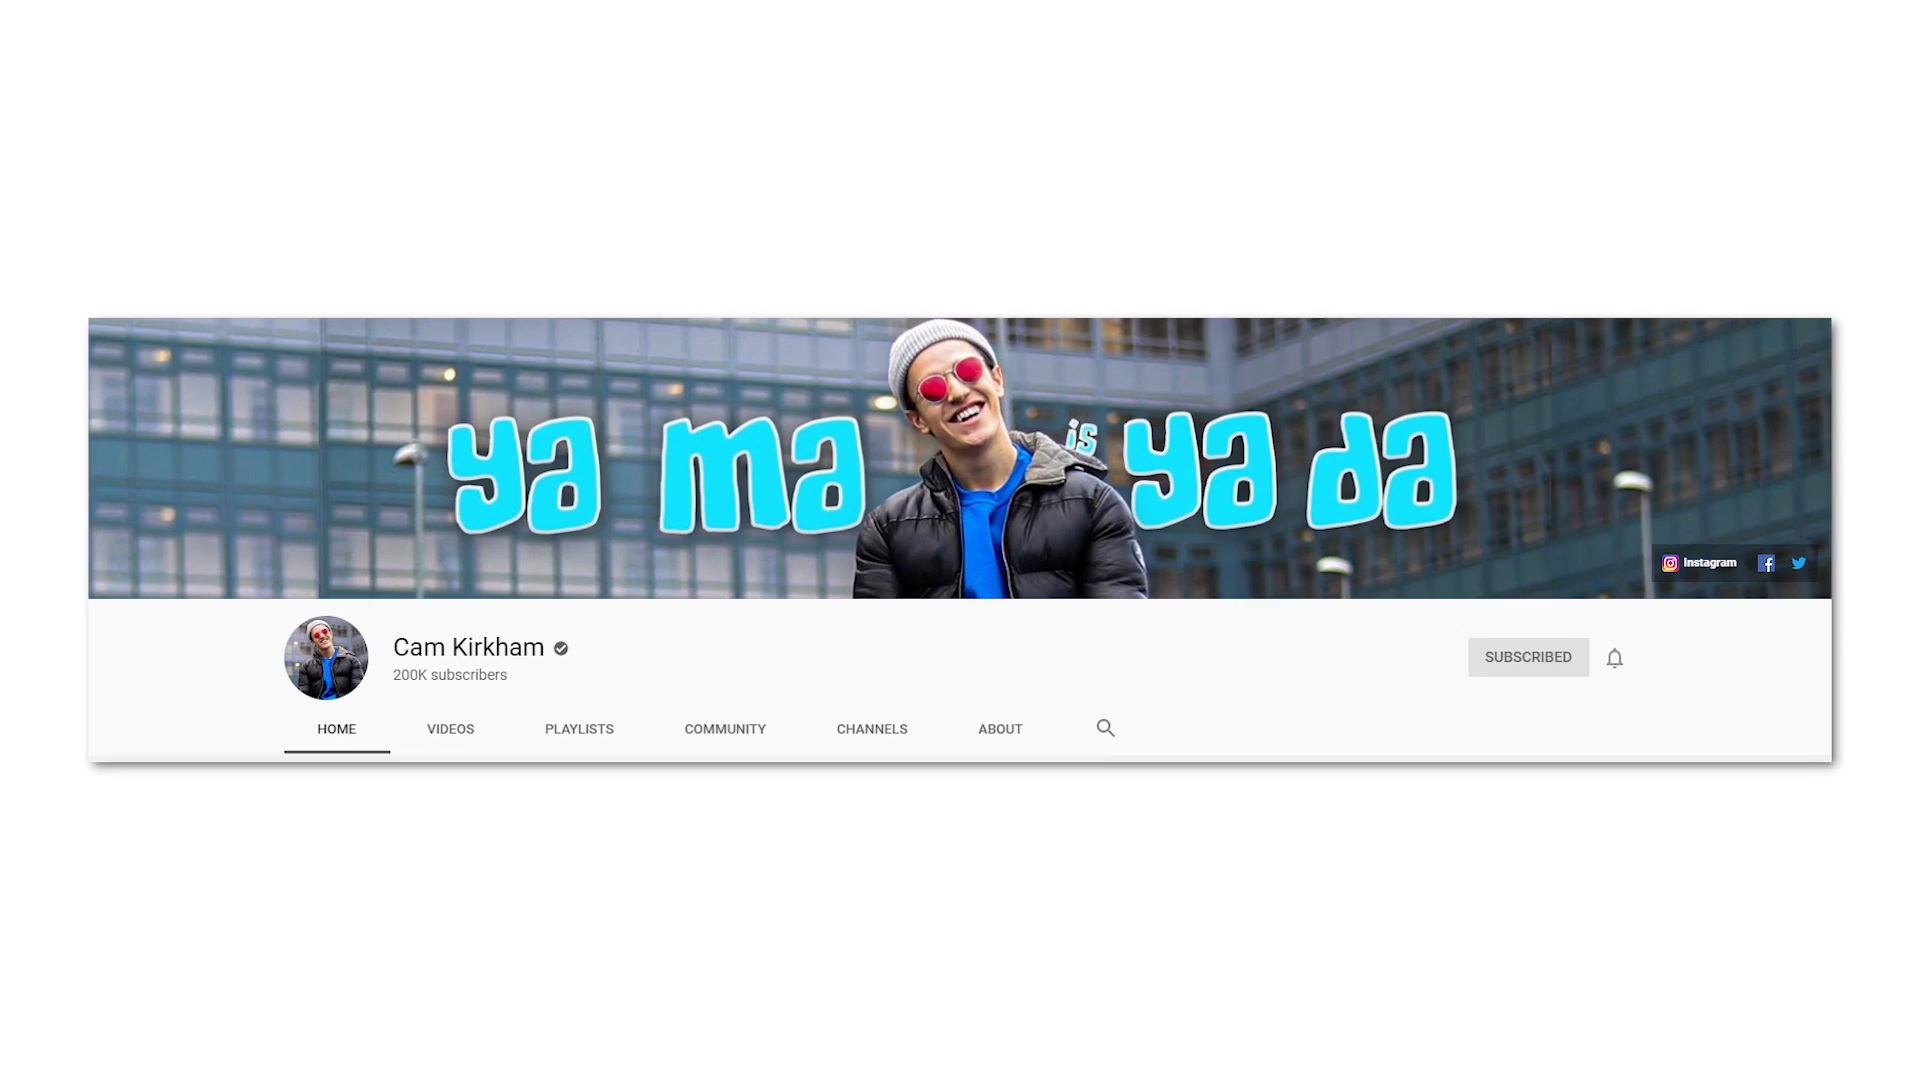 ya ma is ya da
Instagram
Cam Kirkham
200K subscribers
SUBSCRIBED
HOME VIDEOS PLAYLISTS COMMUNITY CHANNELS ABOUT